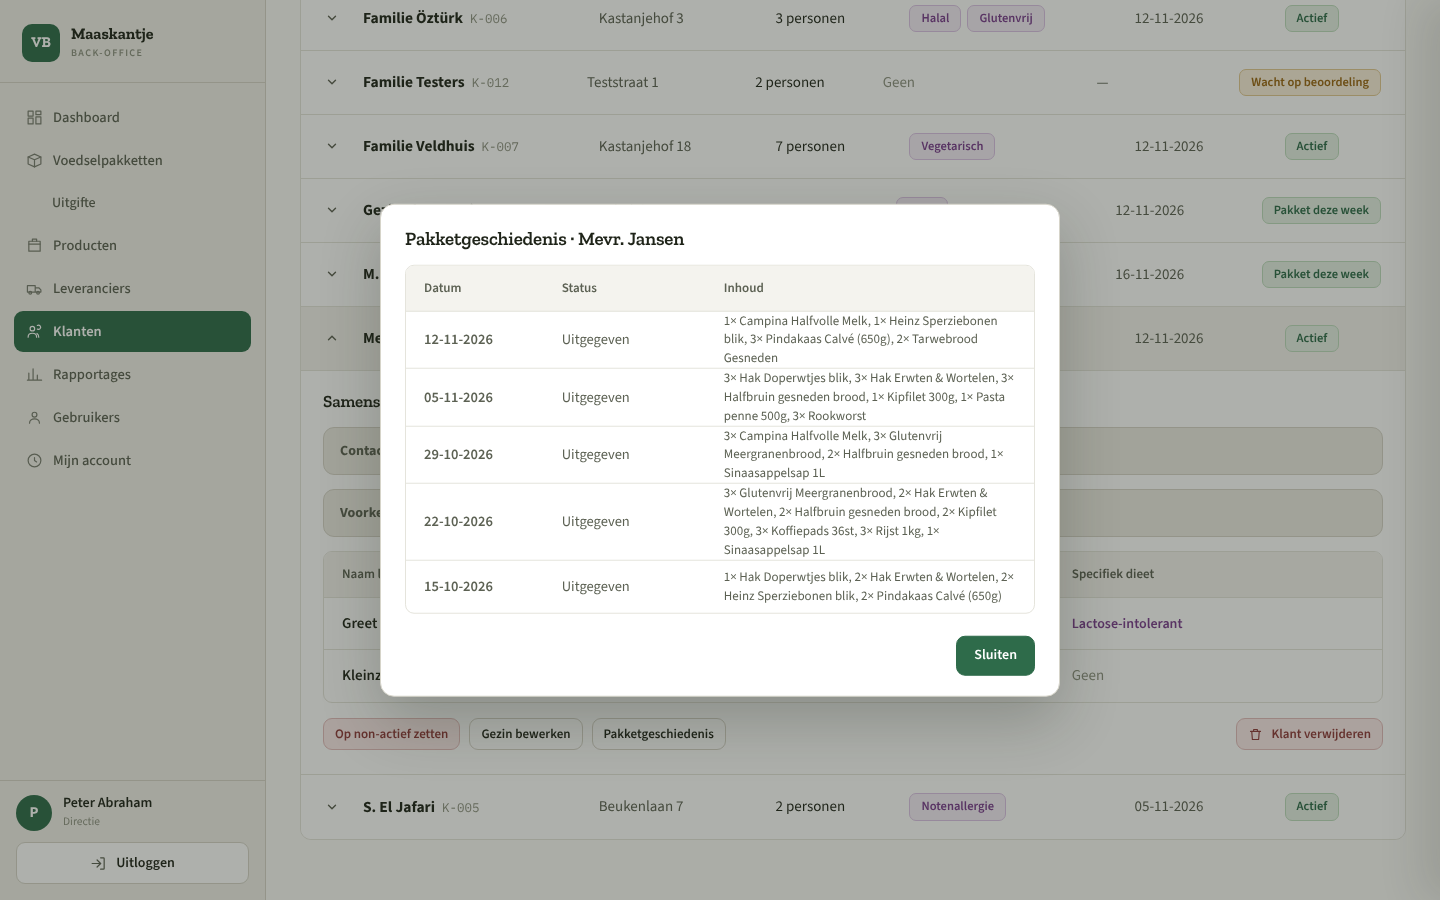 VB
Maaskantje
BACK-OFFICE
Dashboard
Voedselpakketten
Uitgifte
Producten
Leveranciers
Klanten
Rapportages
Gebruikers
Mijn account
P
Peter Abraham
Directie
Uitloggen
Familie Öztürk K-006 Kastanjehof 3 3 personen Halal Glutenvrij 12-11-2026 Actief
Familie Testers K-012 Teststraat 1 2 personen Geen — Wacht op beoordeling
Familie Veldhuis K-007 Kastanjehof 18 7 personen Vegetarisch 12-11-2026 Actief
12-11-2026 Pakket deze week
M. 16-11-2026 Pakket deze week
12-11-2026 Actief
Pakketgeschiedenis · Mevr. Jansen
Datum Status Inhoud
12-11-2026 Uitgegeven
1× Campina Halfvolle Melk, 1× Heinz Sperziebonen
blik, 3× Pindakaas Calvé (650g), 2× Tarwebrood
Gesneden
05-11-2026 Uitgegeven
3× Hak Doperwtjes blik, 3× Hak Erwten & Wortelen, 3×
Halfbruin gesneden brood, 1× Kipfilet 300g, 1× Pasta
penne 500g, 3× Rookworst
29-10-2026 Uitgegeven
3× Campina Halfvolle Melk, 3× Glutenvrij
Meergranenbrood, 2× Halfbruin gesneden brood, 1×
Sinaasappelsap 1L
22-10-2026 Uitgegeven
3× Glutenvrij Meergranenbrood, 2× Hak Erwten &
Wortelen, 2× Halfbruin gesneden brood, 2× Kipfilet
300g, 3× Koffiepads 36st, 3× Rijst 1kg, 1×
Sinaasappelsap 1L
15-10-2026 Uitgegeven
1× Hak Doperwtjes blik, 2× Hak Erwten & Wortelen, 2×
Heinz Sperziebonen blik, 2× Pindakaas Calvé (650g)
Sluiten
Specifiek dieet
Greet Lactose-intolerant
Geen
Op non-actief zetten Gezin bewerken Pakketgeschiedenis Klant verwijderen
S. El Jafari K-005 Beukenlaan 7 2 personen Notenallergie 05-11-2026 Actief